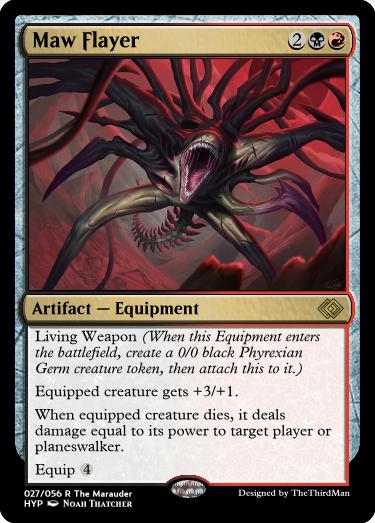 Maw Flayer 2
Artifact — Equipment
Living Weapon (When this Equipment enters
the battlefield, create a 0/0 black Phyrexian
Germ creature token, then attach this to it.)
Equipped creature gets +3/+1.
When equipped creature dies, it deals
damage equal to its power to target player or
planeswalker.
Equip 4
027/056 R The Marauder
HYP Noah Thatcher
Designed by TheThirdMan